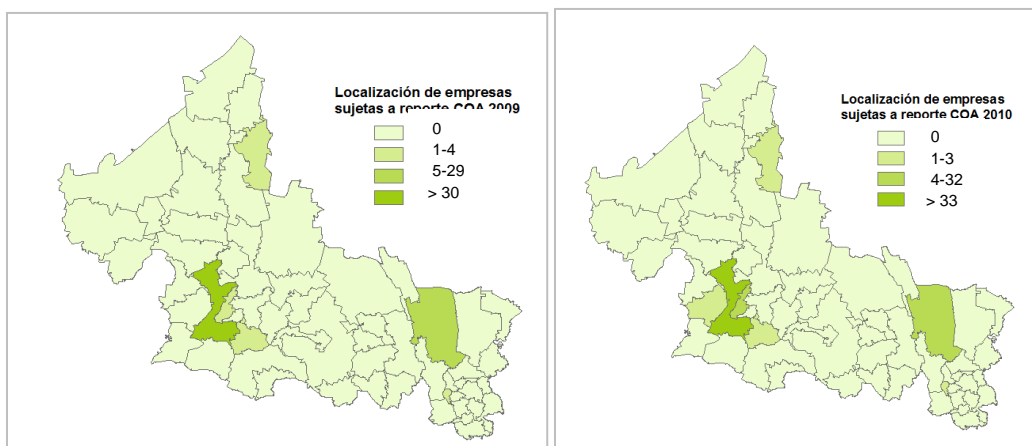 Localización de empresas
sujetas a reporte COA 2009
0
1-4
5-29
> 30
Localización de empresas
sujetas a reporte COA 2010
0
1-3
4-32
> 33